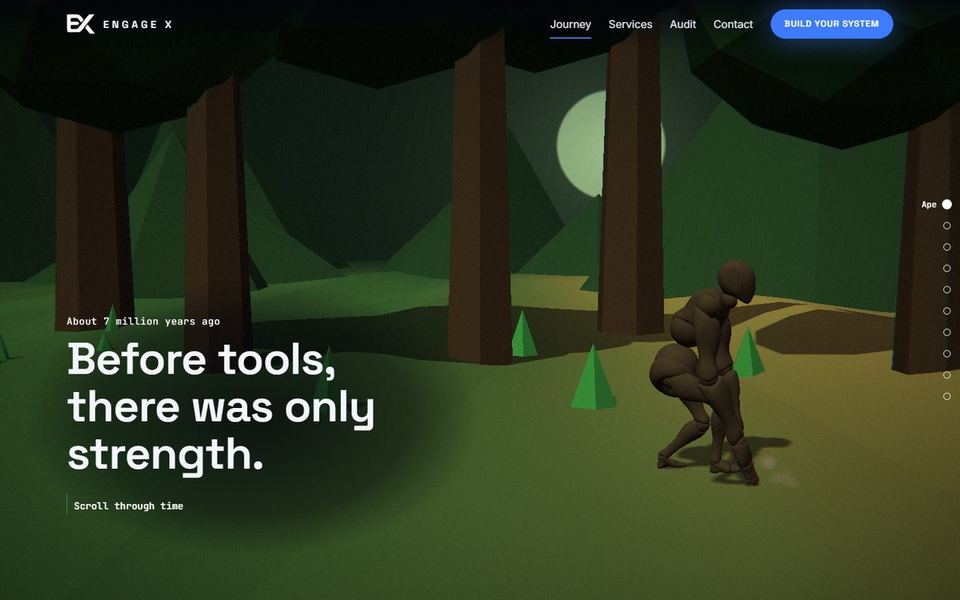 EX ENGAGE X
Journey Services Audit Contact BUILD YOUR SYSTEM
Ape
About 7 million years ago
Before tools,
there was only
strength.
Scroll through time